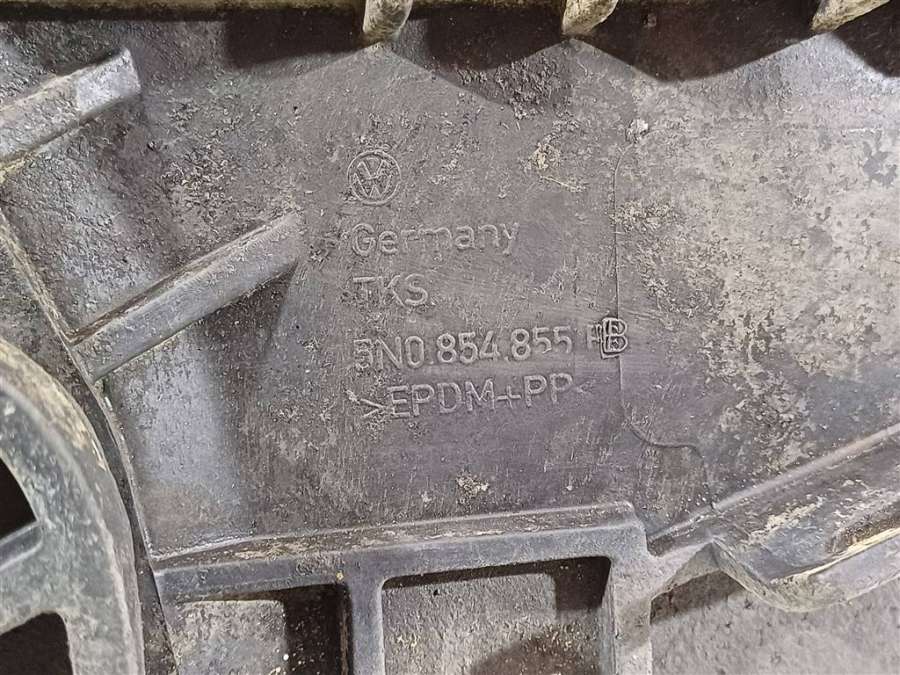 Germany
TKS.
5N0.854.855
>EPDM+PP<